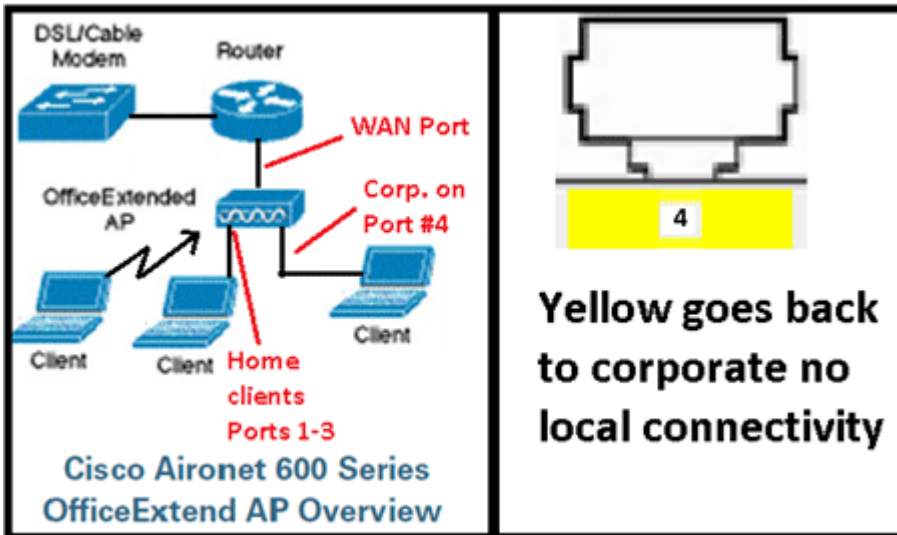 DSL/Cable
Modem
Router
WAN Port
OfficeExtended
AP
Corp. on
Port #4
Client
Client
Client
Home
clients
Ports 1-3
Cisco Aironet 600 Series
OfficeExtend AP Overview
4
Yellow goes back
to corporate no
local connectivity